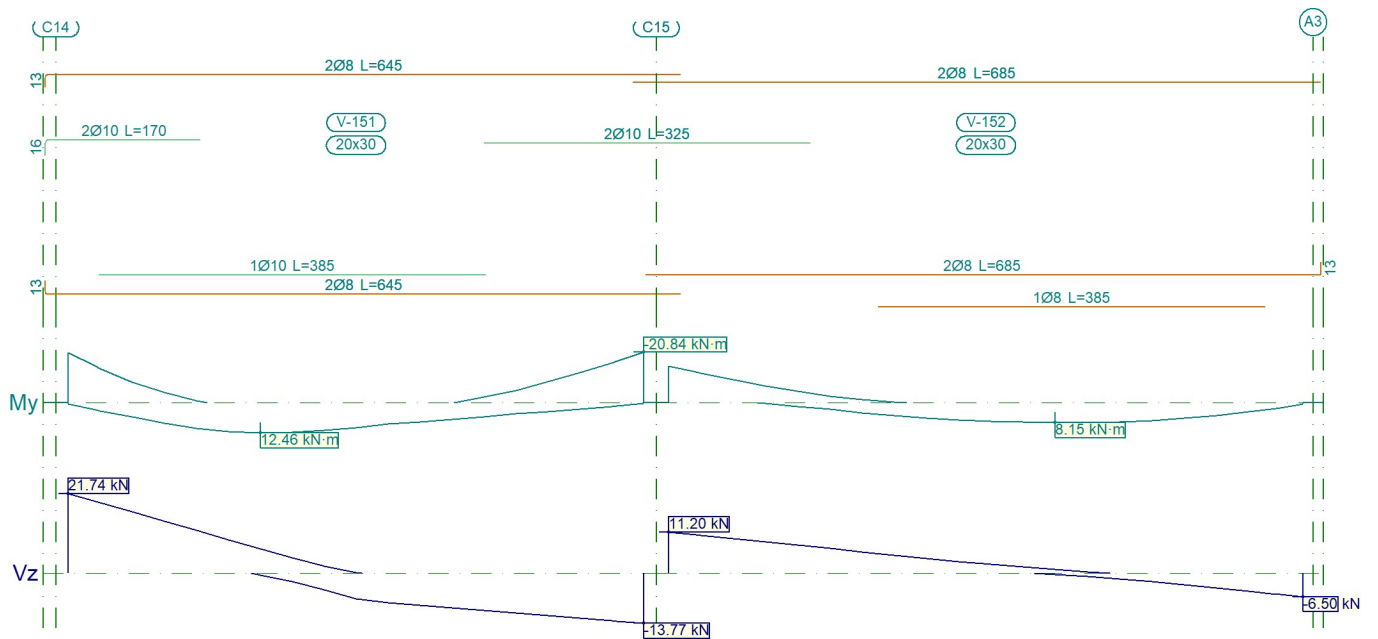 C14
C15
A3
2Ø8 L=645
2Ø8 L=685
13
2Ø10 L=170
V-151
20x30
2Ø10 L=325
V-152
20x30
16
1Ø10 L=385
2Ø8 L=685
13
13
2Ø8 L=645
1Ø8 L=385
-20.84 kN·m
My
12.46 kN·m
8.15 kN·m
21.74 kN
11.20 kN
Vz
-6.50 kN
-13.77 kN